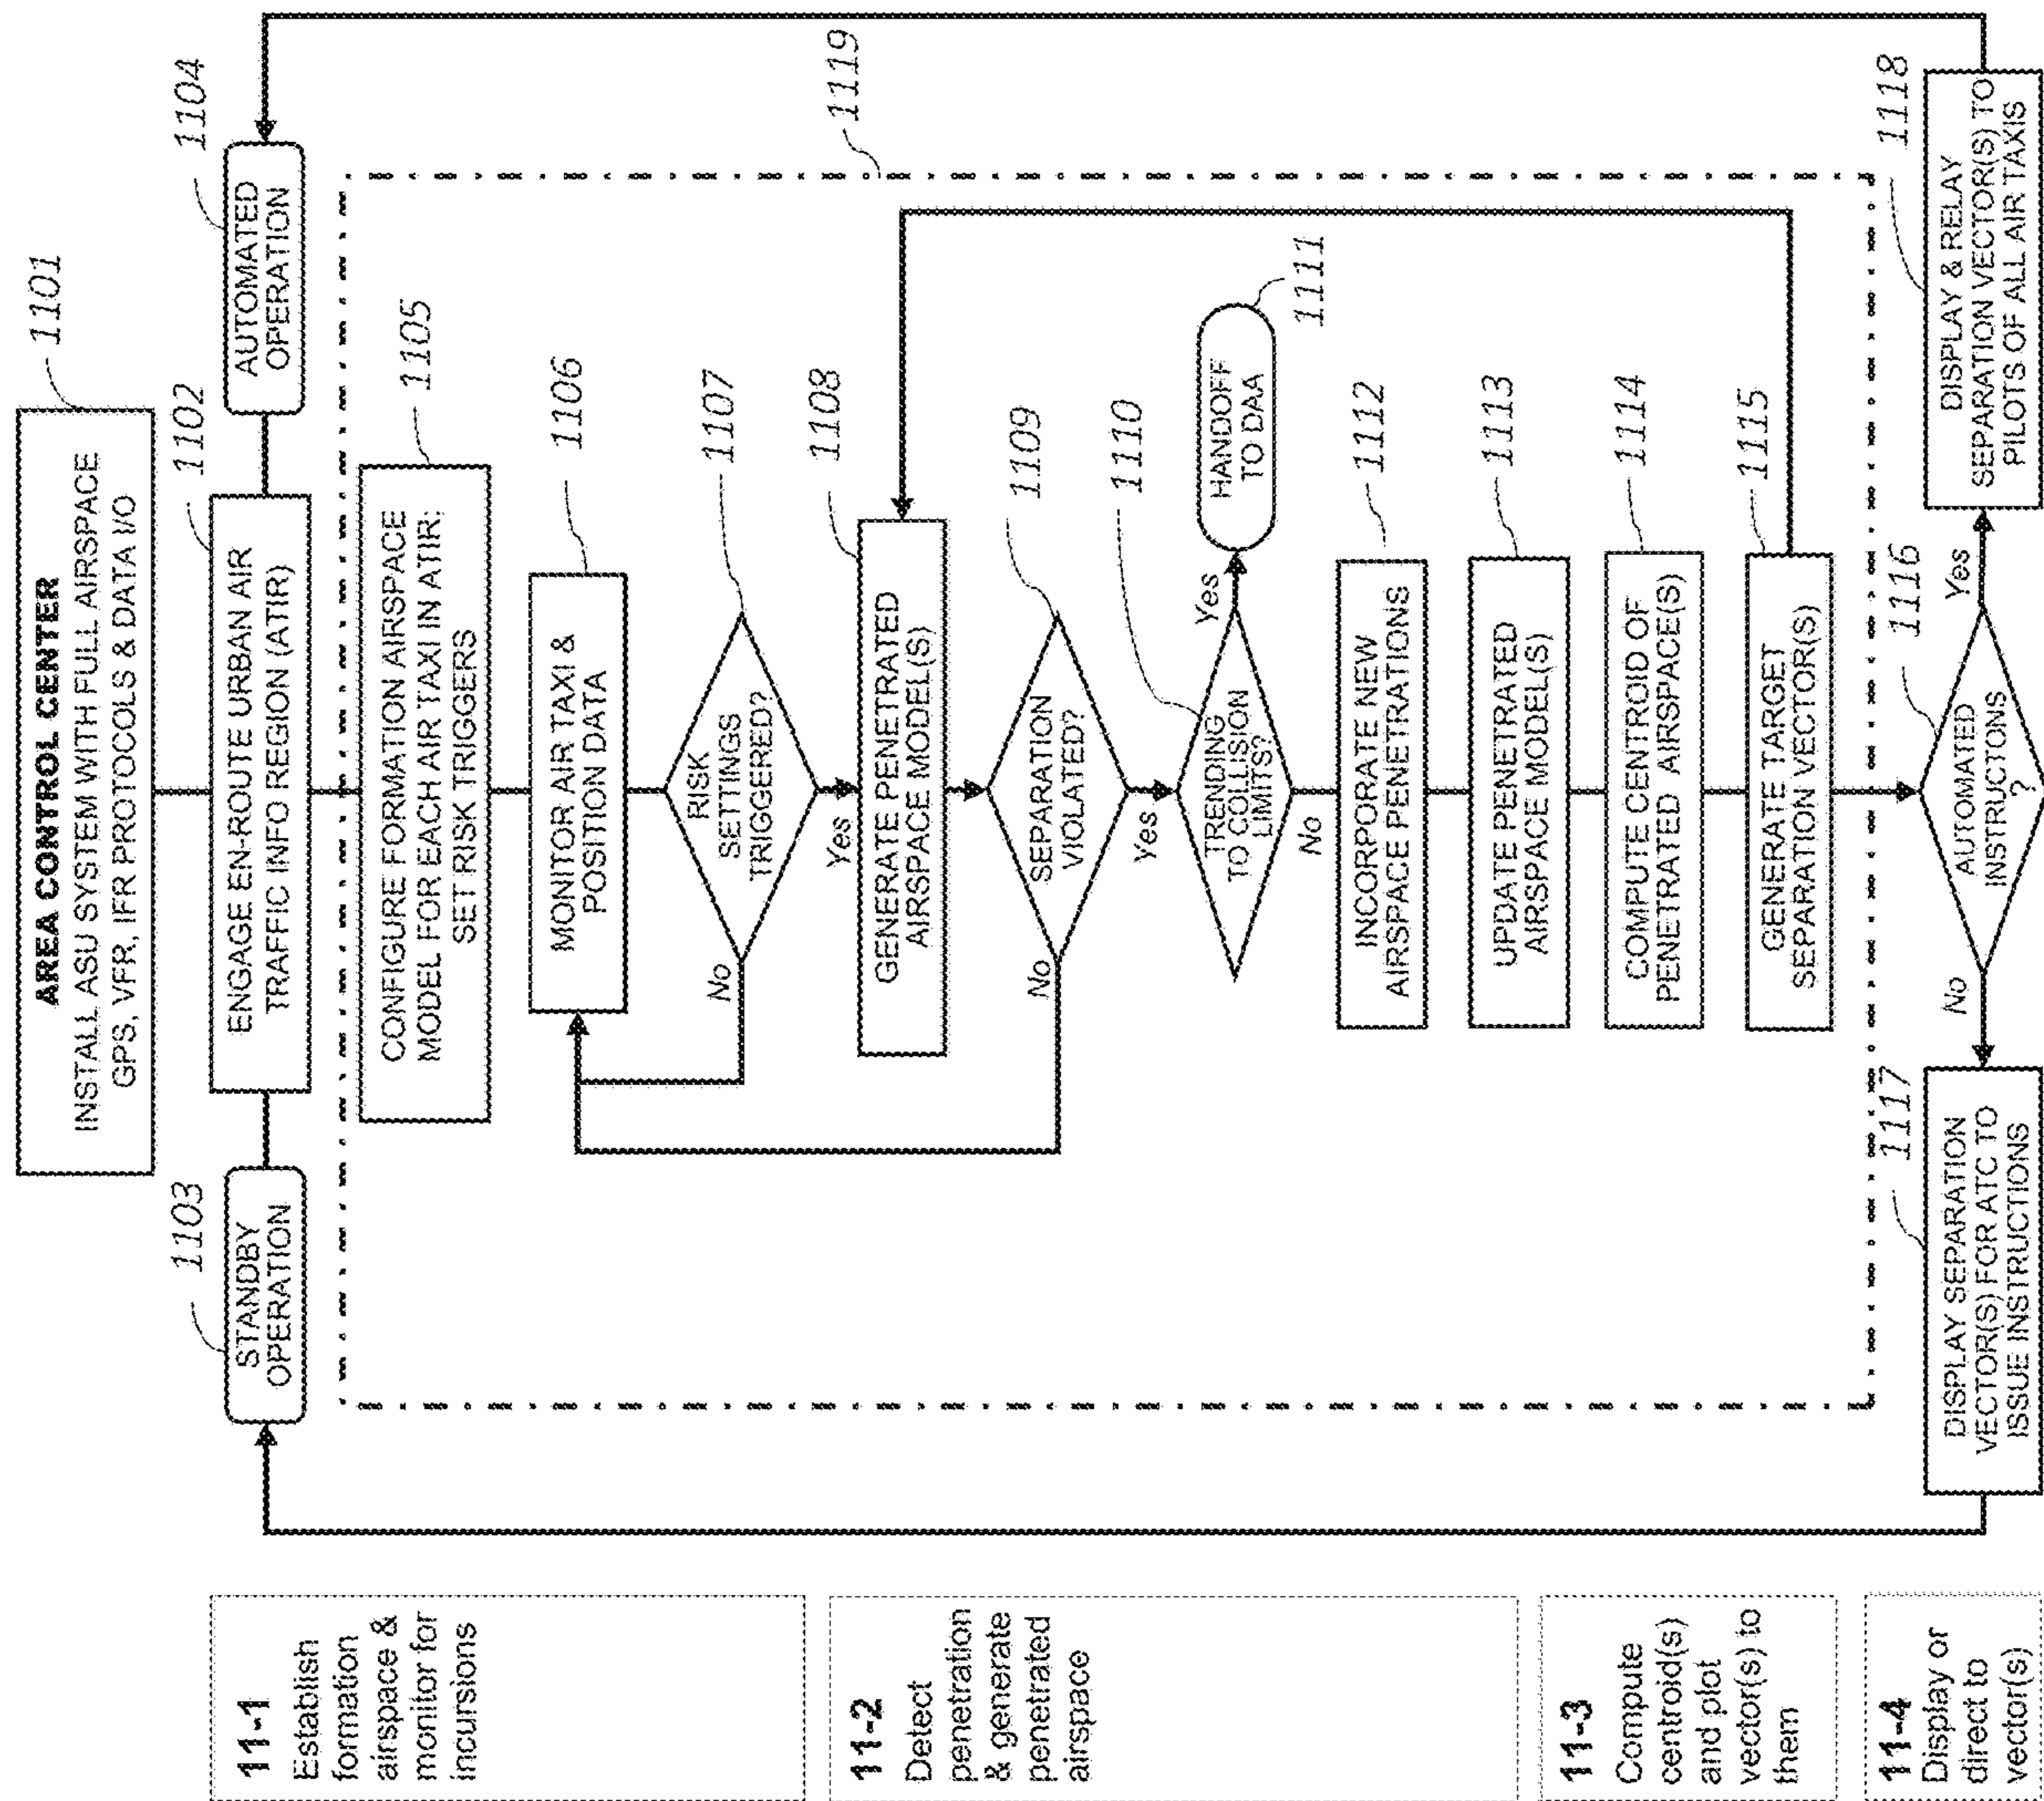 1101
AREA CONTROL CENTER
INSTALL ASU SYSTEM WITH FULL AIRSPACE
GPS, VFR, IFR PROTOCOLS & DATA I/O
1103
STANDBY
OPERATION
1102
ENGAGE EN-ROUTE URBAN AIR
TRAFFIC INFO REGION (ATIR)
1104
AUTOMATED
OPERATION
1119
1105
CONFIGURE FORMATION AIRSPACE
MODEL FOR EACH AIR TAXI IN ATIR;
SET RISK TRIGGERS
1106
MONITOR AIR TAXI &
POSITION DATA
1107
RISK
SETTINGS
TRIGGERED?
No
Yes
1108
GENERATE PENETRATED
AIRSPACE MODEL(S)
1109
SEPARATION
VIOLATED?
No
Yes
1110
TRENDING
TO COLLISION
LIMITS?
Yes
No
HANDOFF
TO DAA
1111
1112
INCORPORATE NEW
AIRSPACE PENETRATIONS
1113
UPDATE PENETRATED
AIRSPACE MODEL(S)
1114
COMPUTE CENTROID OF
PENETRATED AIRSPACE(S)
1115
GENERATE TARGET
SEPARATION VECTOR(S)
1116
AUTOMATED
INSTRUCTONS
?
No
Yes
1117
DISPLAY SEPARATION
VECTOR(S) FOR ATC TO
ISSUE INSTRUCTIONS
1118
DISPLAY & RELAY
SEPARATION VECTOR(S) TO
PILOTS OF ALL AIR TAXIS
11-1
Establish
formation
airspace &
monitor for
incursions
11-2
Detect
penetration
& generate
penetrated
airspace
11-3
Compute
centroid(s)
and plot
vector(s) to
them
11-4
Display or
direct to
vector(s)